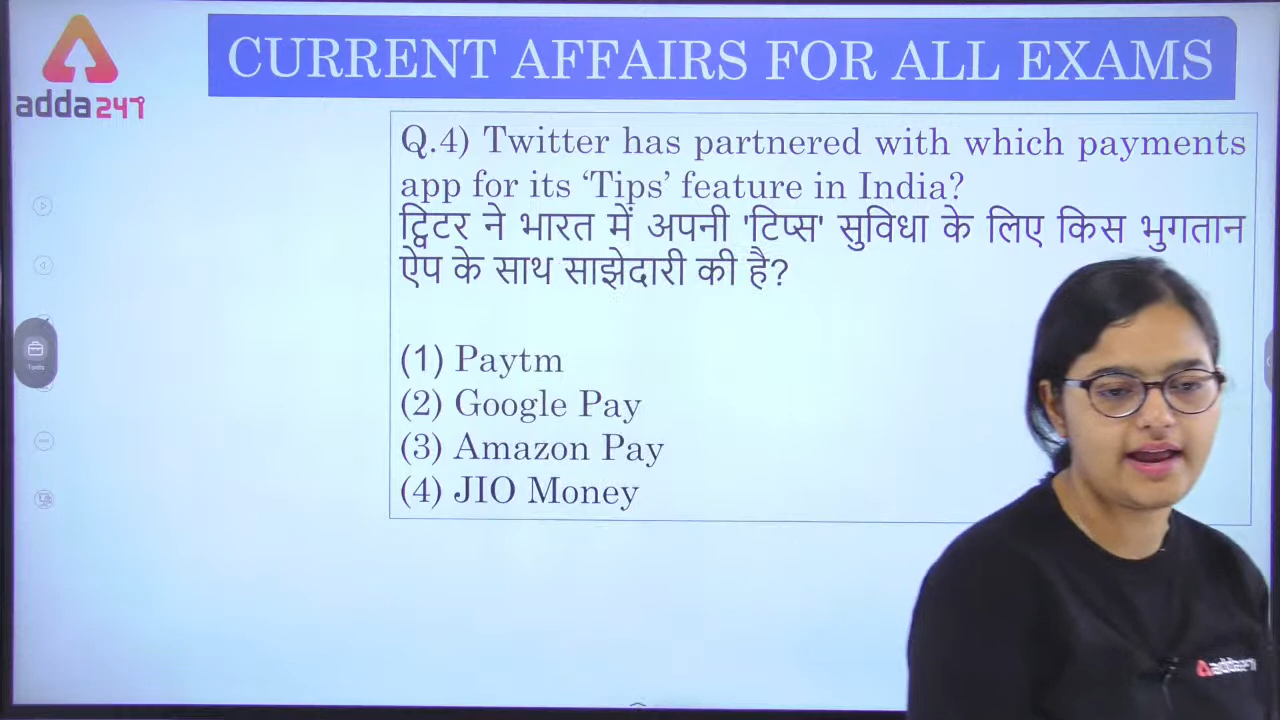 CURRENT AFFAIRS FOR ALL EXAMS
adda247
Q.4) Twitter has partnered with which payments
app for its ‘Tips’ feature in India?
ट्विटर ने भारत में अपनी 'टिप्स' सुविधा के लिए किस भुगतान
ऐप के साथ साझेदारी की है?
(1) Paytm
(2) Google Pay
(3) Amazon Pay
(4) JIO Money
adda247